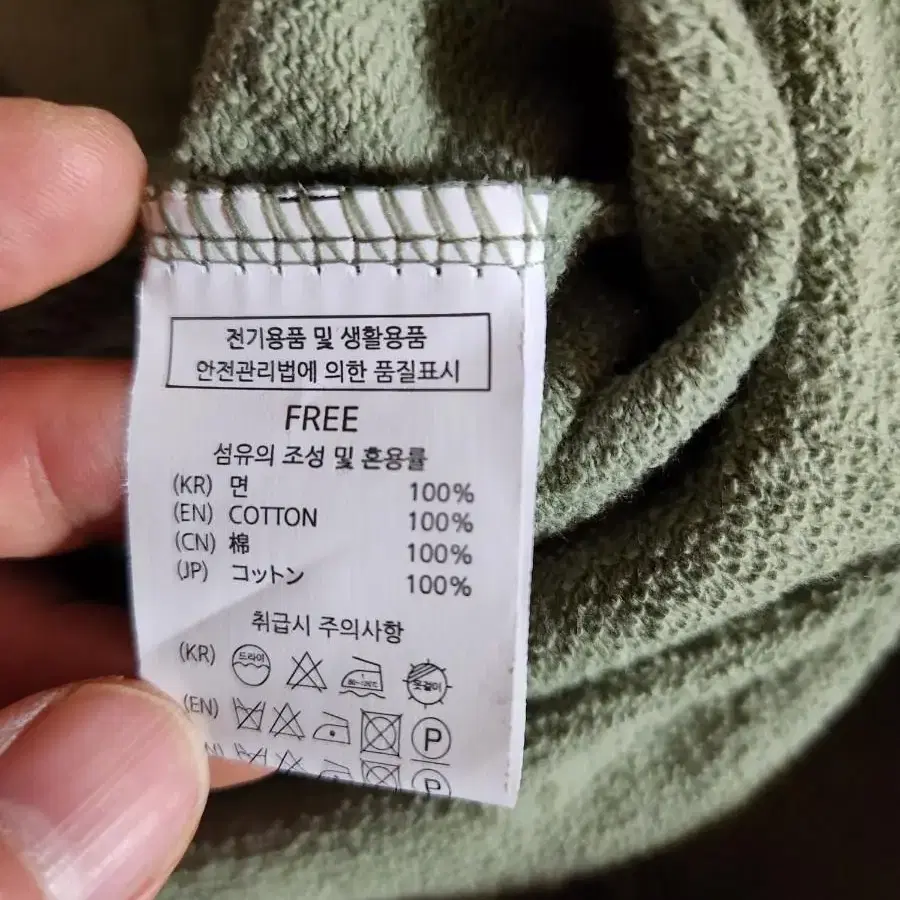 전기용품 및 생활용품
안전관리법에 의한 품질표시
FREE
섬유의 조성 및 혼용률
(KR) 면 100%
(EN) COTTON 100%
(CN) 棉 100%
(JP) コットン 100%
취급시 주의사항
(KR) 드라이 옷걸이
(EN) P
P